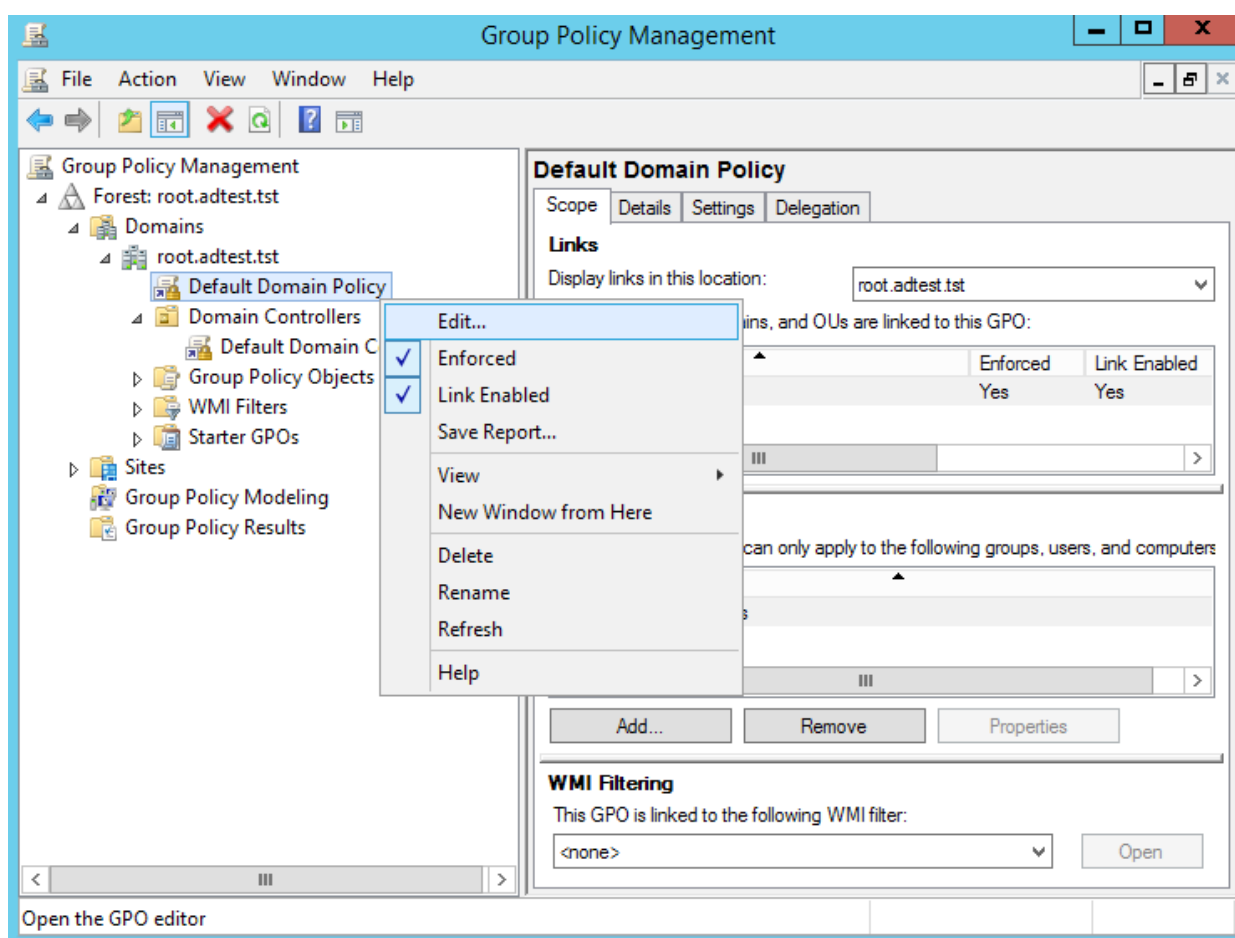 Group Policy Management
File Action View Window Help
Group Policy Management
Forest: root.adtest.tst
Domains
root.adtest.tst
Default Domain Policy
Domain Controllers
Default Domain C
Group Policy Objects
WMI Filters
Starter GPOs
Sites
Group Policy Modeling
Group Policy Results
Edit...
Enforced
Link Enabled
Save Report...
View
New Window from Here
Delete
Rename
Refresh
Help
Default Domain Policy
Scope Details Settings Delegation
Links
Display links in this location: root.adtest.tst
ins, and OUs are linked to this GPO:
Enforced Link Enabled
Yes Yes
can only apply to the following groups, users, and computers
Add... Remove Properties
WMI Filtering
This GPO is linked to the following WMI filter:
<none> Open
Open the GPO editor